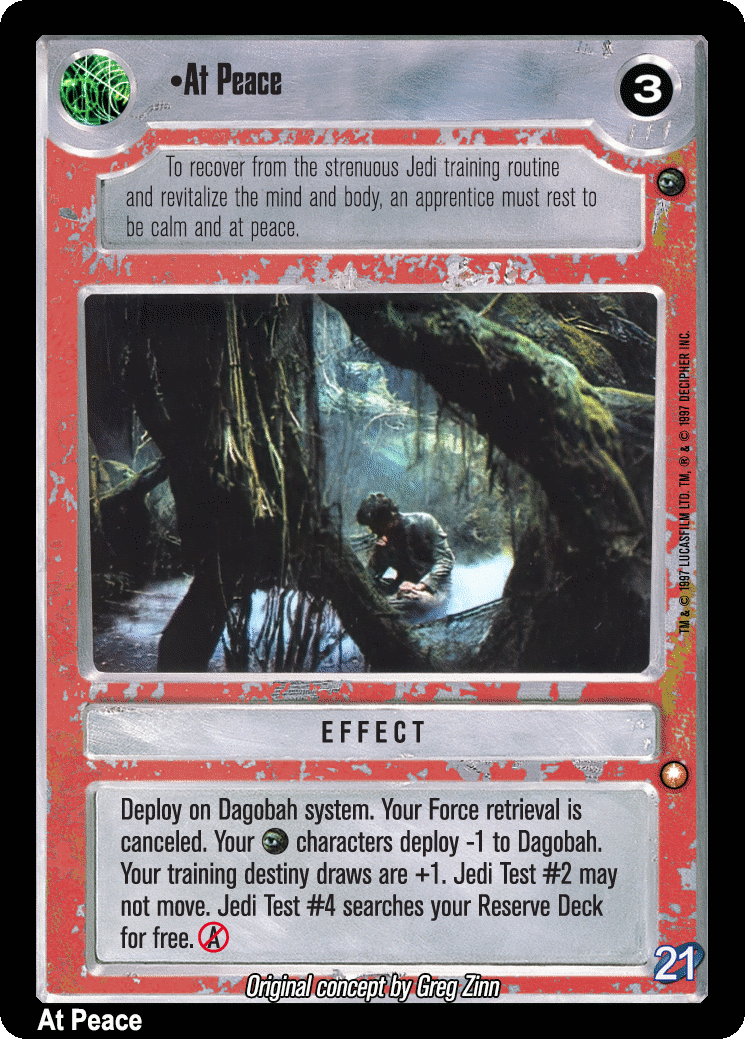 •At Peace
3
To recover from the strenuous Jedi training routine
and revitalize the mind and body, an apprentice must rest to
be calm and at peace.
TM & © 1997 LUCASFILM LTD. TM, ® & © 1997 DECIPHER INC.
EFFECT
Deploy on Dagobah system. Your Force retrieval is
canceled. Your characters deploy -1 to Dagobah.
Your training destiny draws are +1. Jedi Test #2 may
not move. Jedi Test #4 searches your Reserve Deck
for free. A
21
Original concept by Greg Zinn
At Peace